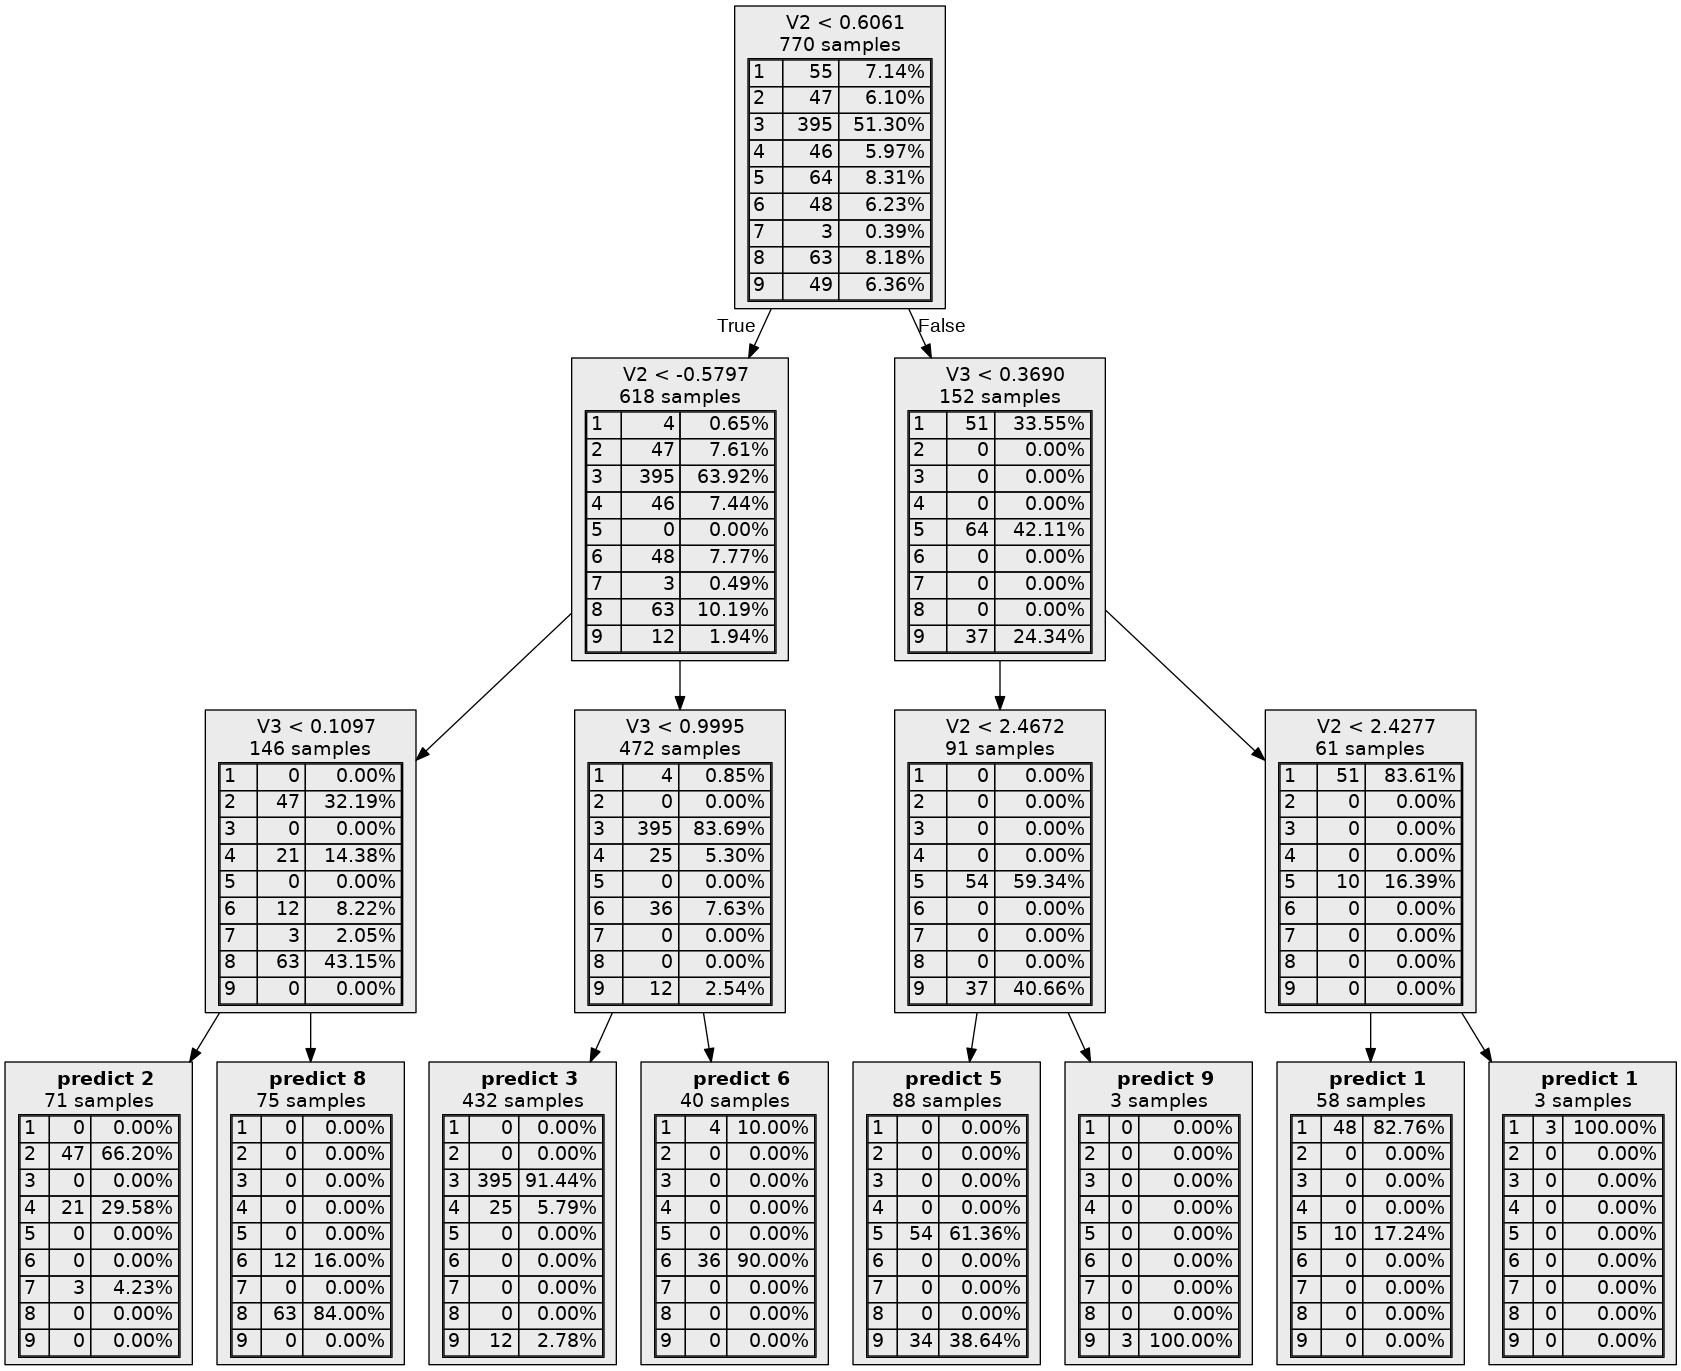 V2 < 0.6061
770 samples
1 55 7.14%
2 47 6.10%
3 395 51.30%
4 46 5.97%
5 64 8.31%
6 48 6.23%
7 3 0.39%
8 63 8.18%
9 49 6.36%
True
False
V2 < -0.5797
618 samples
1 4 0.65%
2 47 7.61%
3 395 63.92%
4 46 7.44%
5 0 0.00%
6 48 7.77%
7 3 0.49%
8 63 10.19%
9 12 1.94%
V3 < 0.3690
152 samples
1 51 33.55%
2 0 0.00%
3 0 0.00%
4 0 0.00%
5 64 42.11%
6 0 0.00%
7 0 0.00%
8 0 0.00%
9 37 24.34%
V3 < 0.1097
146 samples
1 0 0.00%
2 47 32.19%
3 0 0.00%
4 21 14.38%
5 0 0.00%
6 12 8.22%
7 3 2.05%
8 63 43.15%
9 0 0.00%
V3 < 0.9995
472 samples
1 4 0.85%
2 0 0.00%
3 395 83.69%
4 25 5.30%
5 0 0.00%
6 36 7.63%
7 0 0.00%
8 0 0.00%
9 12 2.54%
V2 < 2.4672
91 samples
1 0 0.00%
2 0 0.00%
3 0 0.00%
4 0 0.00%
5 54 59.34%
6 0 0.00%
7 0 0.00%
8 0 0.00%
9 37 40.66%
V2 < 2.4277
61 samples
1 51 83.61%
2 0 0.00%
3 0 0.00%
4 0 0.00%
5 10 16.39%
6 0 0.00%
7 0 0.00%
8 0 0.00%
9 0 0.00%
predict 2
71 samples
1 0 0.00%
2 47 66.20%
3 0 0.00%
4 21 29.58%
5 0 0.00%
6 0 0.00%
7 3 4.23%
8 0 0.00%
9 0 0.00%
predict 8
75 samples
1 0 0.00%
2 0 0.00%
3 0 0.00%
4 0 0.00%
5 0 0.00%
6 12 16.00%
7 0 0.00%
8 63 84.00%
9 0 0.00%
predict 3
432 samples
1 0 0.00%
2 0 0.00%
3 395 91.44%
4 25 5.79%
5 0 0.00%
6 0 0.00%
7 0 0.00%
8 0 0.00%
9 12 2.78%
predict 6
40 samples
1 4 10.00%
2 0 0.00%
3 0 0.00%
4 0 0.00%
5 0 0.00%
6 36 90.00%
7 0 0.00%
8 0 0.00%
9 0 0.00%
predict 5
88 samples
1 0 0.00%
2 0 0.00%
3 0 0.00%
4 0 0.00%
5 54 61.36%
6 0 0.00%
7 0 0.00%
8 0 0.00%
9 34 38.64%
predict 9
3 samples
1 0 0.00%
2 0 0.00%
3 0 0.00%
4 0 0.00%
5 0 0.00%
6 0 0.00%
7 0 0.00%
8 0 0.00%
9 3 100.00%
predict 1
58 samples
1 48 82.76%
2 0 0.00%
3 0 0.00%
4 0 0.00%
5 10 17.24%
6 0 0.00%
7 0 0.00%
8 0 0.00%
9 0 0.00%
predict 1
3 samples
1 3 100.00%
2 0 0.00%
3 0 0.00%
4 0 0.00%
5 0 0.00%
6 0 0.00%
7 0 0.00%
8 0 0.00%
9 0 0.00%